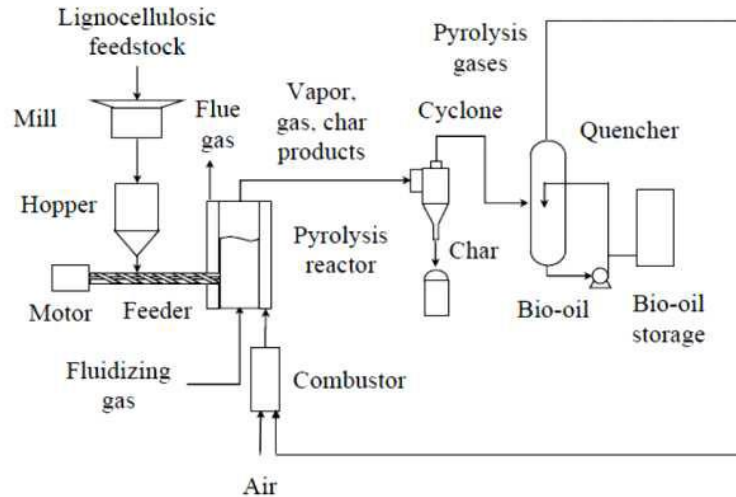 Lignocellulosic
feedstock
Mill
Flue
gas
Vapor,
gas, char
products
Cyclone
Pyrolysis
gases
Quencher
Hopper
Pyrolysis
reactor
Char
Motor
Feeder
Bio-oil
Bio-oil
storage
Fluidizing
gas
Combustor
Air